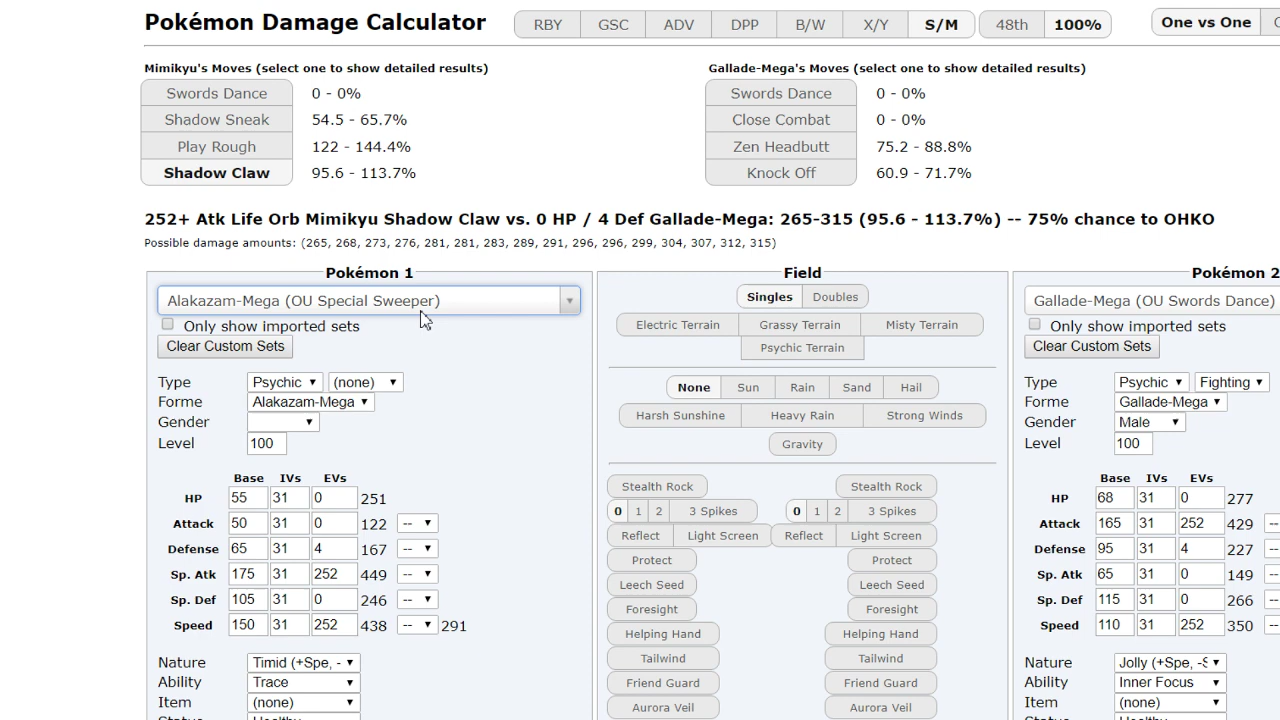 Pokémon Damage Calculator RBY GSC ADV DPP B/W X/Y S/M 48th 100% One vs One
Mimikyu's Moves (select one to show detailed results) Gallade-Mega's Moves (select one to show detailed results)
Swords Dance 0 - 0% Swords Dance 0 - 0%
Shadow Sneak 54.5 - 65.7% Close Combat 0 - 0%
Play Rough 122 - 144.4% Zen Headbutt 75.2 - 88.8%
Shadow Claw 95.6 - 113.7% Knock Off 60.9 - 71.7%
252+ Atk Life Orb Mimikyu Shadow Claw vs. 0 HP / 4 Def Gallade-Mega: 265-315 (95.6 - 113.7%) -- 75% chance to OHKO
Possible damage amounts: (265, 268, 273, 276, 281, 281, 283, 289, 291, 296, 296, 299, 304, 307, 312, 315)
Pokémon 1 Field Pokémon 2
Alakazam-Mega (OU Special Sweeper) Singles Doubles Gallade-Mega (OU Swords Dance)
Only show imported sets Electric Terrain Grassy Terrain Misty Terrain Only show imported sets
Clear Custom Sets Psychic Terrain Clear Custom Sets
Type Psychic (none) None Sun Rain Sand Hail Type Psychic Fighting
Forme Alakazam-Mega Harsh Sunshine Heavy Rain Strong Winds Forme Gallade-Mega
Gender Gender Male
Level 100 Gravity Level 100
Base IVs EVs Base IVs EVs
HP 55 31 0 251 Stealth Rock Stealth Rock HP 68 31 0 277
Attack 50 31 0 122 -- 0 1 2 3 Spikes 0 1 2 3 Spikes Attack 165 31 252 429 --
Defense 65 31 4 167 -- Reflect Light Screen Reflect Light Screen Defense 95 31 4 227 --
Sp. Atk 175 31 252 449 -- Protect Protect Sp. Atk 65 31 0 149 --
Sp. Def 105 31 0 246 -- Leech Seed Leech Seed Sp. Def 115 31 0 266 --
Speed 150 31 252 438 -- 291 Foresight Foresight Speed 110 31 252 350 --
Helping Hand Helping Hand
Nature Timid (+Spe, - Tailwind Tailwind Nature Jolly (+Spe, -S
Ability Trace Friend Guard Friend Guard Ability Inner Focus
Item (none) Aurora Veil Aurora Veil Item (none)
Status Healthy Status Healthy